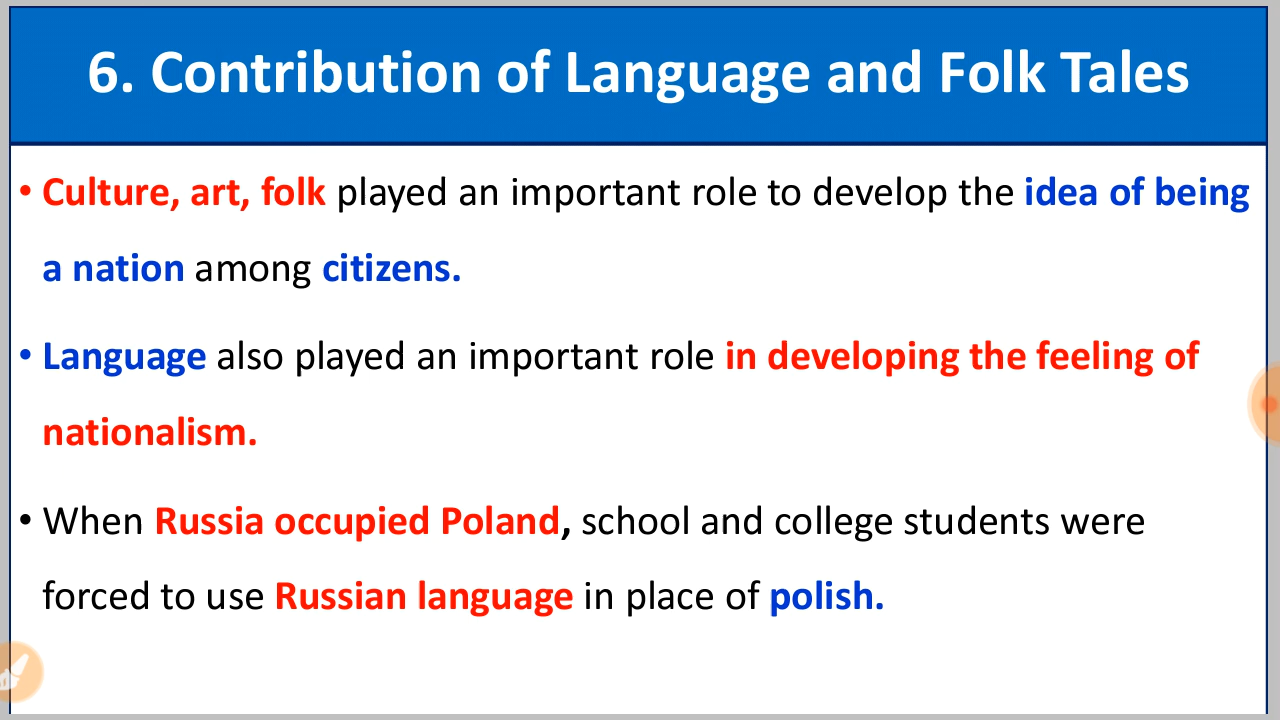 6. Contribution of Language and Folk Tales
• Culture, art, folk played an important role to develop the idea of being
a nation among citizens.
• Language also played an important role in developing the feeling of
nationalism.
• When Russia occupied Poland, school and college students were
forced to use Russian language in place of polish.